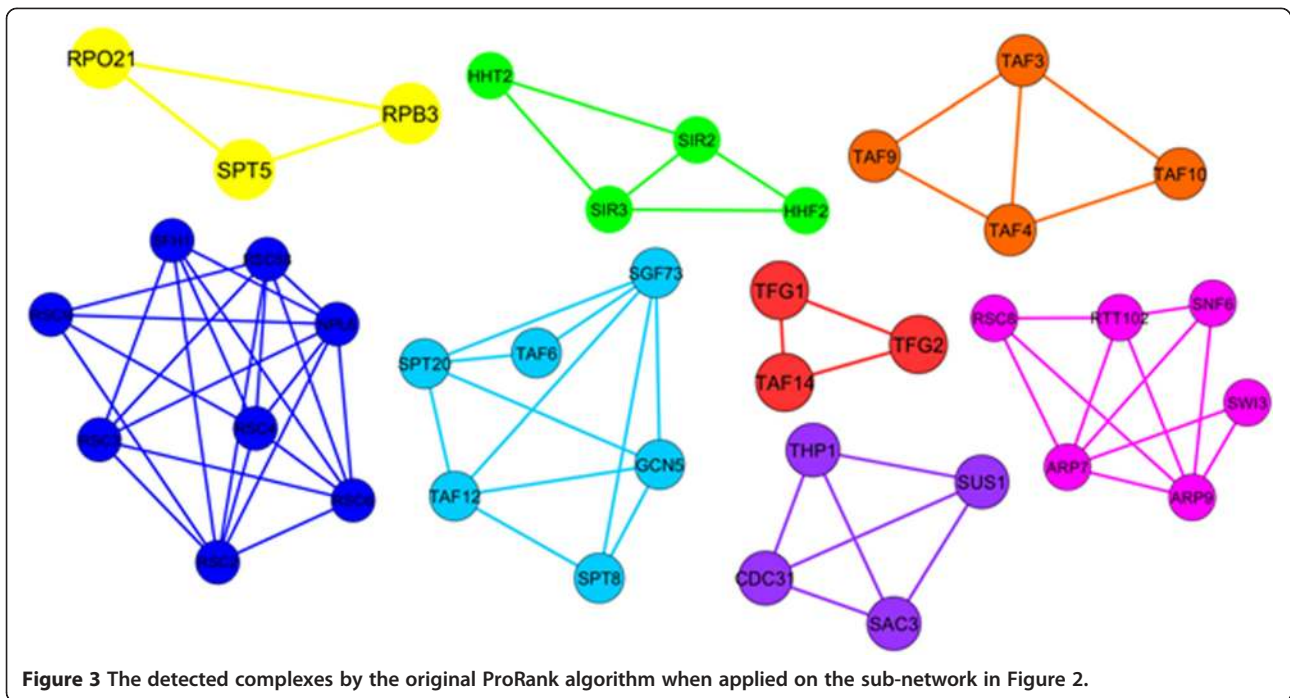 RPO21
RPB3
SPT5
HHT2
SIR2
SIR3
HHF2
TAF3
TAF9
TAF10
TAF4
NPL6
SGF73
SPT20
TAF6
GCN5
TAF12
SPT8
TFG1
TFG2
TAF14
THP1
SUS1
CDC31
SAC3
RSC8
RTT102
SNF6
SWI3
ARP7
ARP9
Figure 3 The detected complexes by the original ProRank algorithm when applied on the sub-network in Figure 2.